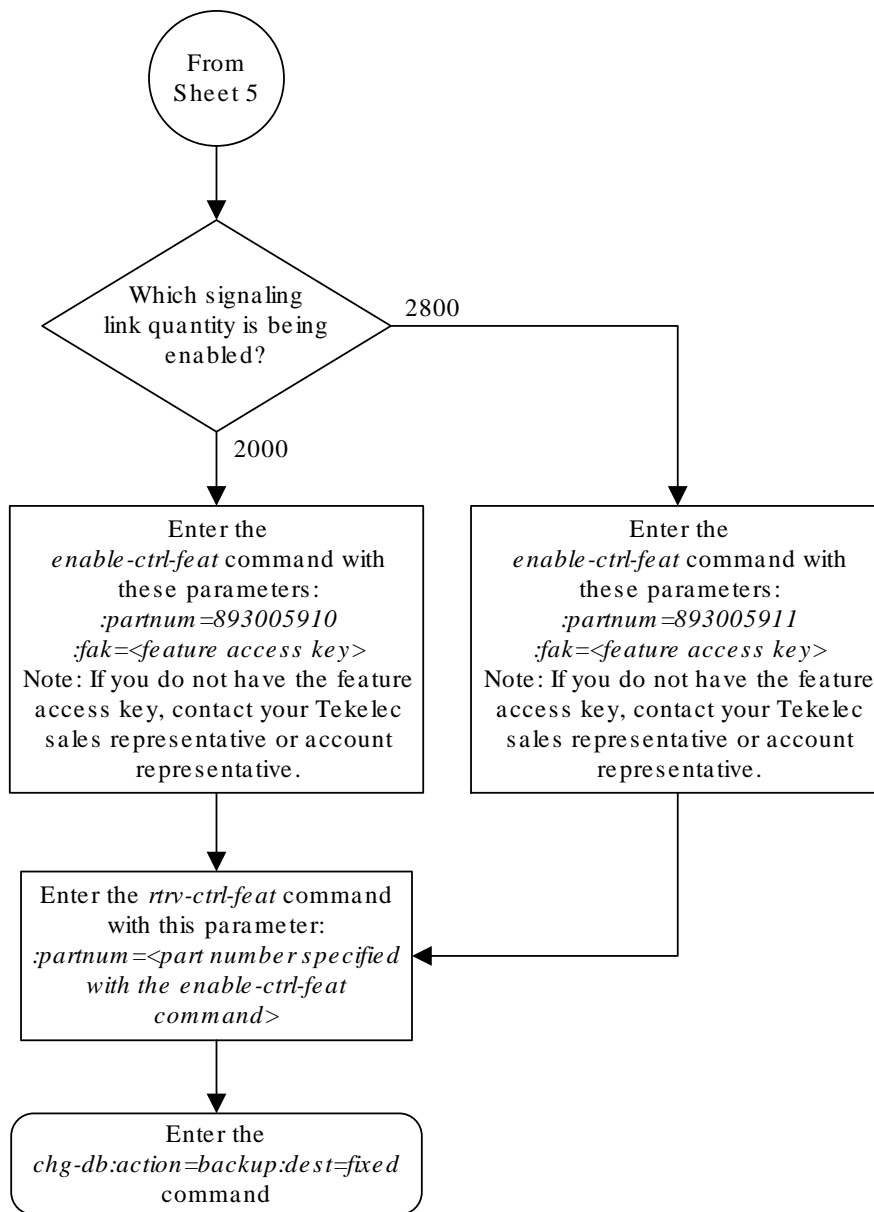 From
Sheet 5
Which signaling
link quantity is being
enabled?
2800
2000
Enter the
enable-ctrl-feat command with
these parameters:
:partnum=893005910
:fak=<feature access key>
Note: If you do not have the feature
access key, contact your Tekelec
sales representative or account
representative.
Enter the
enable-ctrl-feat command with
these parameters:
:partnum=893005911
:fak=<feature access key>
Note: If you do not have the feature
access key, contact your Tekelec
sales representative or account
representative.
Enter the rtrv-ctrl-feat command
with this parameter:
:partnum=<part number specified
with the enable-ctrl-feat
command>
Enter the
chg-db:action=backup:dest=fixed
command